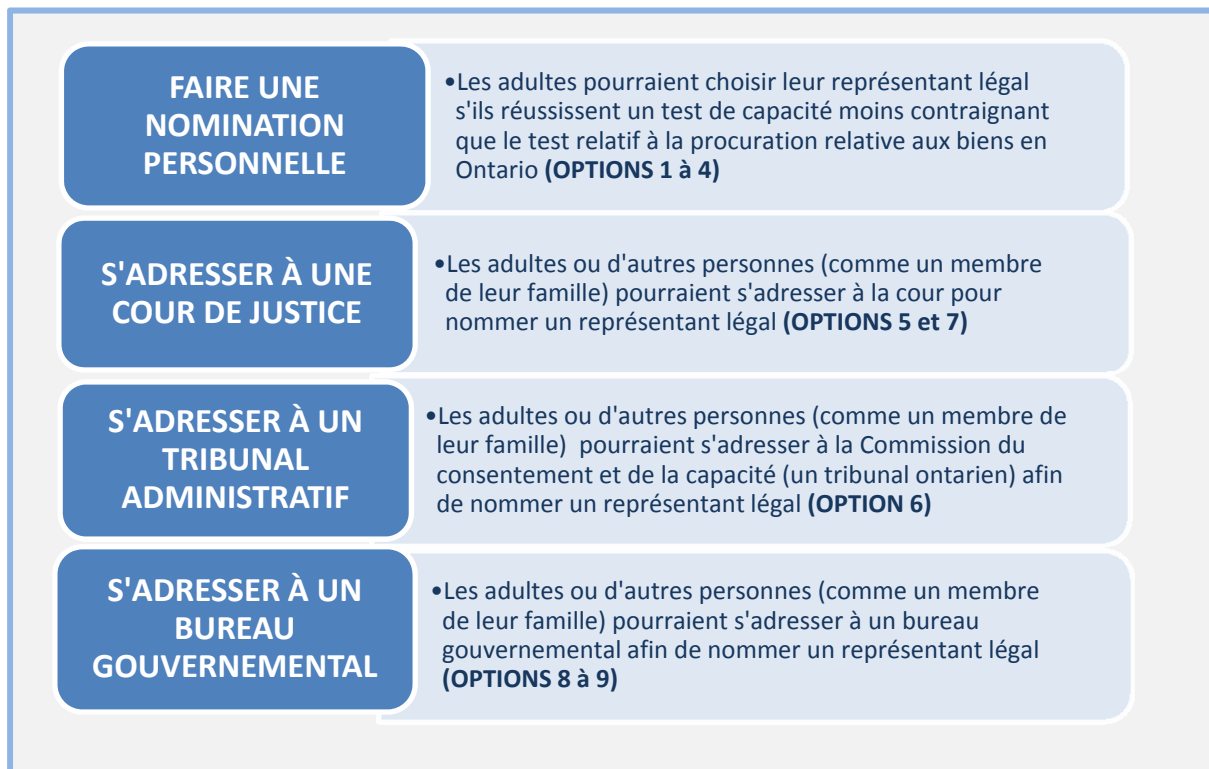 FAIRE UNE
NOMINATION
PERSONNELLE
•Les adultes pourraient choisir leur représentant légal
s'ils réussissent un test de capacité moins contraignant
que le test relatif à la procuration relative aux biens en
Ontario (OPTIONS 1 à 4)
S'ADRESSER À UNE
COUR DE JUSTICE
•Les adultes ou d'autres personnes (comme un membre
de leur famille) pourraient s'adresser à la cour pour
nommer un représentant légal (OPTIONS 5 et 7)
S'ADRESSER À UN
TRIBUNAL
ADMINISTRATIF
•Les adultes ou d'autres personnes (comme un membre de
leur famille) pourraient s'adresser à la Commission du
consentement et de la capacité (un tribunal ontarien) afin
de nommer un représentant légal (OPTION 6)
S'ADRESSER À UN
BUREAU
GOUVERNEMENTAL
•Les adultes ou d'autres personnes (comme un membre
de leur famille) pourraient s'adresser à un bureau
gouvernemental afin de nommer un représentant légal
(OPTIONS 8 à 9)